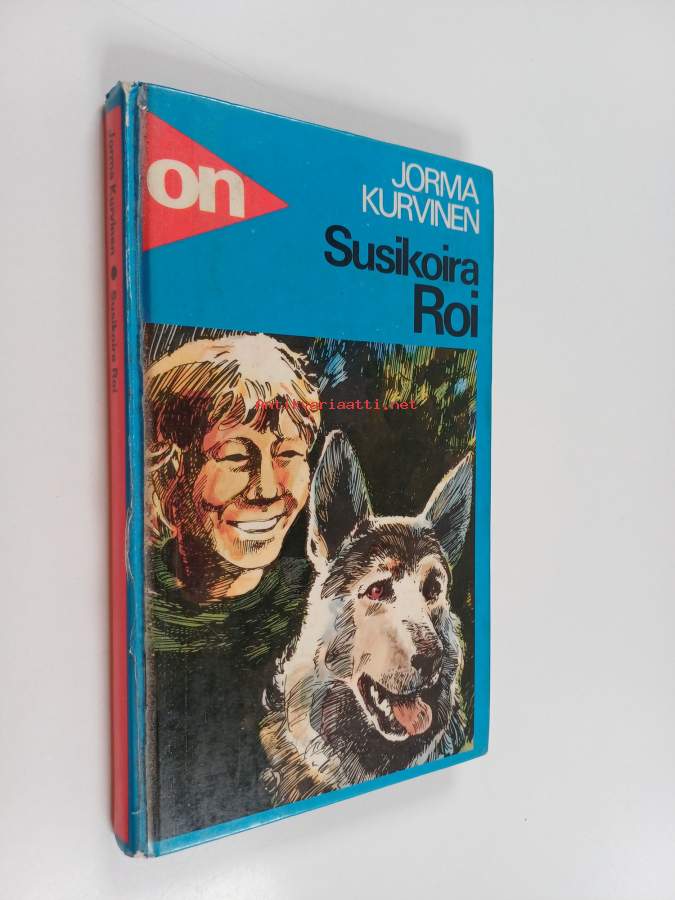 on
JORMA
KURVINEN
Susikoira
Roi
Jorma Kurvinen ● Susikoira Roi
antikvariaatti.net